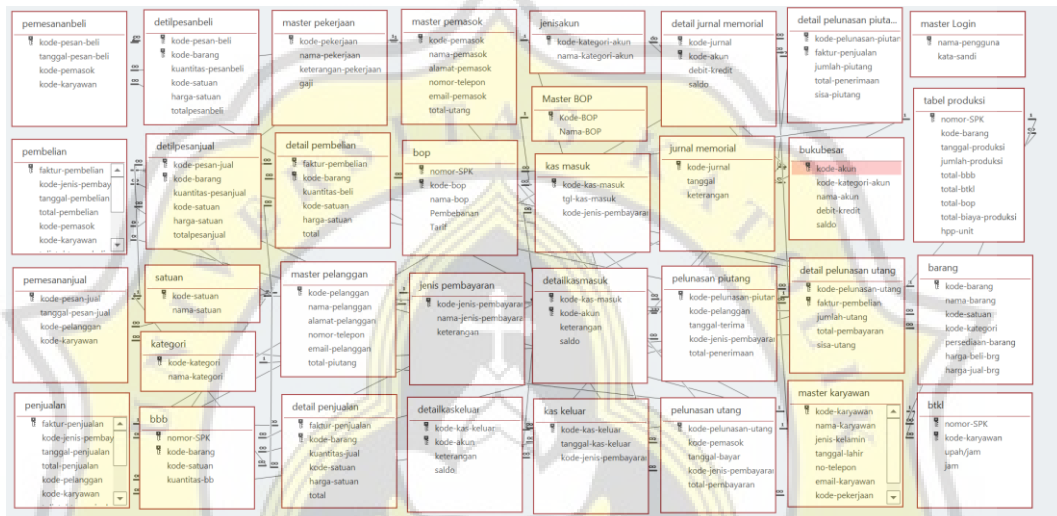 pemesananbeli
kode-pesan-beli
tanggal-pesan-beli
kode-pemasok
kode-karyawan
detilpesanbeli
kode-pesan-beli
kode-barang
kuantitas-pesanbeli
kode-satuan
harga-satuan
totalpesanbeli
master pekerjaan
kode-pekerjaan
nama-pekerjaan
keterangan-pekerjaan
gaji
master pemasok
kode-pemasok
nama-pemasok
alamat-pemasok
nomor-telepon
email-pemasok
total-utang
jenisakun
kode-kategori-akun
nama-kategori-akun
detail jurnal memorial
kode-jurnal
kode-akun
debit-kredit
saldo
detail pelunasan piuta...
kode-pelunasan-piutar
faktur-penjualan
jumlah-piutang
total-penerimaan
sisa-piutang
master Login
nama-pengguna
kata-sandi
Master BOP
Kode-BOP
Nama-BOP
tabel produksi
nomor-SPK
kode-barang
tanggal-produksi
jumlah-produksi
total-bbb
total-btkl
total-bop
total-biaya-produksi
hpp-unit
pembelian
faktur-pembelian
kode-jenis-pembay
tanggal-pembelian
total-pembelian
kode-pemasok
kode-karyawan
detilpesanjual
kode-pesan-jual
kode-barang
kuantitas-pesanjual
kode-satuan
harga-satuan
totalpesanjual
detail pembelian
faktur-pembelian
kode-barang
kuantitas-beli
kode-satuan
harga-satuan
total
bop
nomor-SPK
kode-bop
nama-bop
Pembebanan
Tarif
kas masuk
kode-kas-masuk
tgl-kas-masuk
kode-jenis-pembayarar
jurnal memorial
kode-jurnal
tanggal
keterangan
bukubesar
kode-akun
kode-kategori-akun
nama-akun
debit-kredit
saldo
pemesananjual
kode-pesan-jual
tanggal-pesan-jual
kode-pelanggan
kode-karyawan
satuan
kode-satuan
nama-satuan
kategori
kode-kategori
nama-kategori
master pelanggan
kode-pelanggan
nama-pelanggan
alamat-pelanggan
nomor-telepon
email-pelanggan
total-piutang
jenis pembayaran
kode-jenis-pembayarar
nama-jenis-pembayara
keterangan
detailkasmasuk
kode-kas-masuk
kode-akun
keterangan
saldo
pelunasan piutang
kode-pelunasan-piutar
kode-pelanggan
tanggal-terima
kode-jenis-pembayarar
total-penerimaan
detail pelunasan utang
kode-pelunasan-utang
faktur-pembelian
jumlah-utang
total-pembayaran
sisa-utang
barang
kode-barang
nama-barang
kode-satuan
kode-kategori
persediaan-barang
harga-beli-brg
harga-jual-brg
penjualan
faktur-penjualan
kode-jenis-pembay
tanggal-penjualan
total-penjualan
kode-pelanggan
kode-karyawan
bbb
nomor-SPK
kode-barang
kode-satuan
kuantitas-bb
detail penjualan
faktur-penjualan
kode-barang
kuantitas-jual
kode-satuan
harga-satuan
total
detailkaskeluar
kode-kas-keluar
kode-akun
keterangan
saldo
kas keluar
kode-kas-keluar
tanggal-kas-keluar
kode-jenis-pembayarar
pelunasan utang
kode-pelunasan-utang
kode-pemasok
tanggal-bayar
kode-jenis-pembayarar
total-pembayaran
master karyawan
kode-karyawan
nama-karyawan
jenis-kelamin
tanggal-lahir
no-telepon
email-karyawan
kode-pekerjaan
btkl
nomor-SPK
kode-karyawan
upah/jam
jam